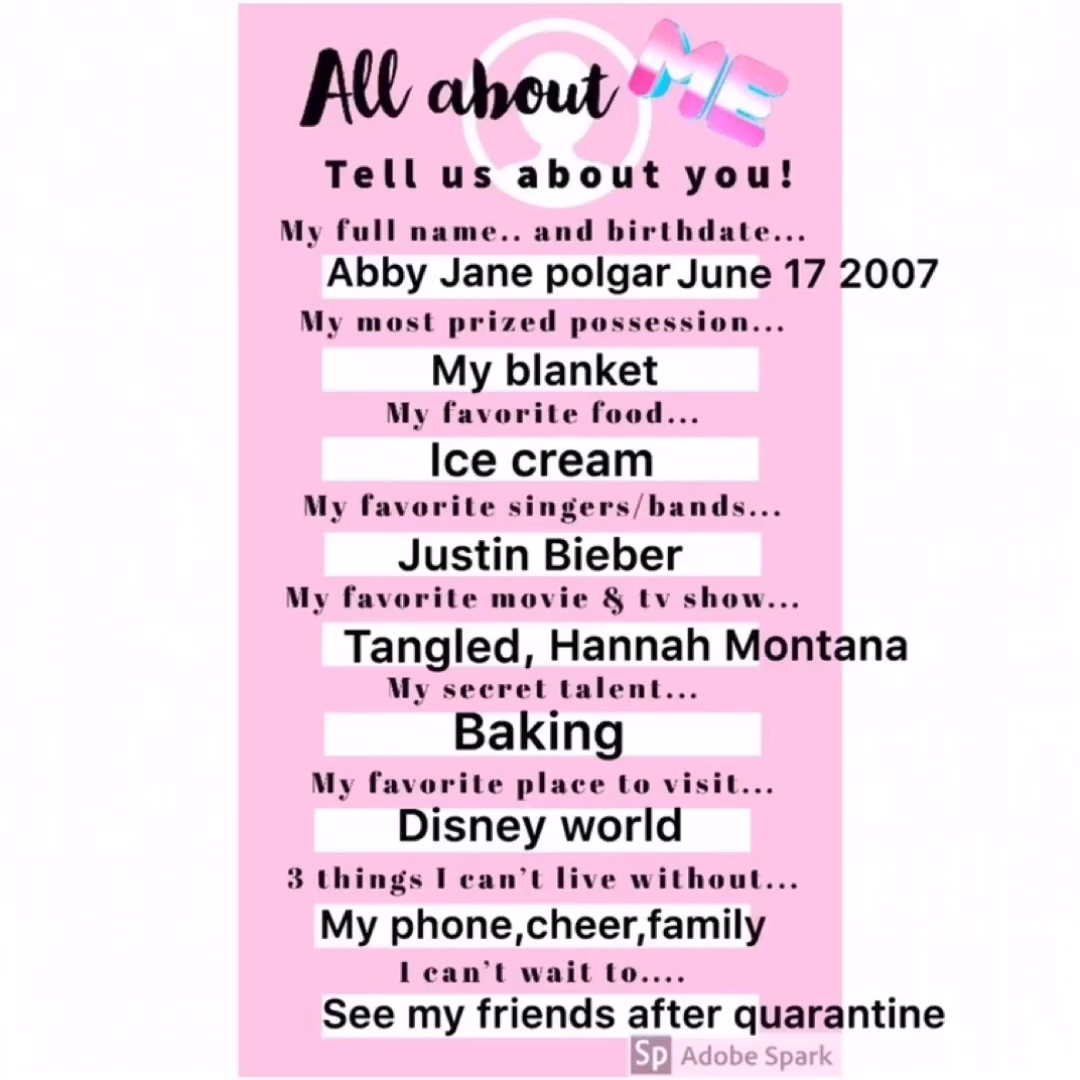 All about ME
Tell us about you!
My full name.. and birthdate...
Abby Jane polgar June 17 2007
My most prized possession...
My blanket
My favorite food...
Ice cream
My favorite singers/bands...
Justin Bieber
My favorite movie & tv show...
Tangled, Hannah Montana
My secret talent...
Baking
My favorite place to visit...
Disney world
3 things I can't live without...
My phone,cheer,family
I can't wait to....
See my friends after quarantine
Sp Adobe Spark